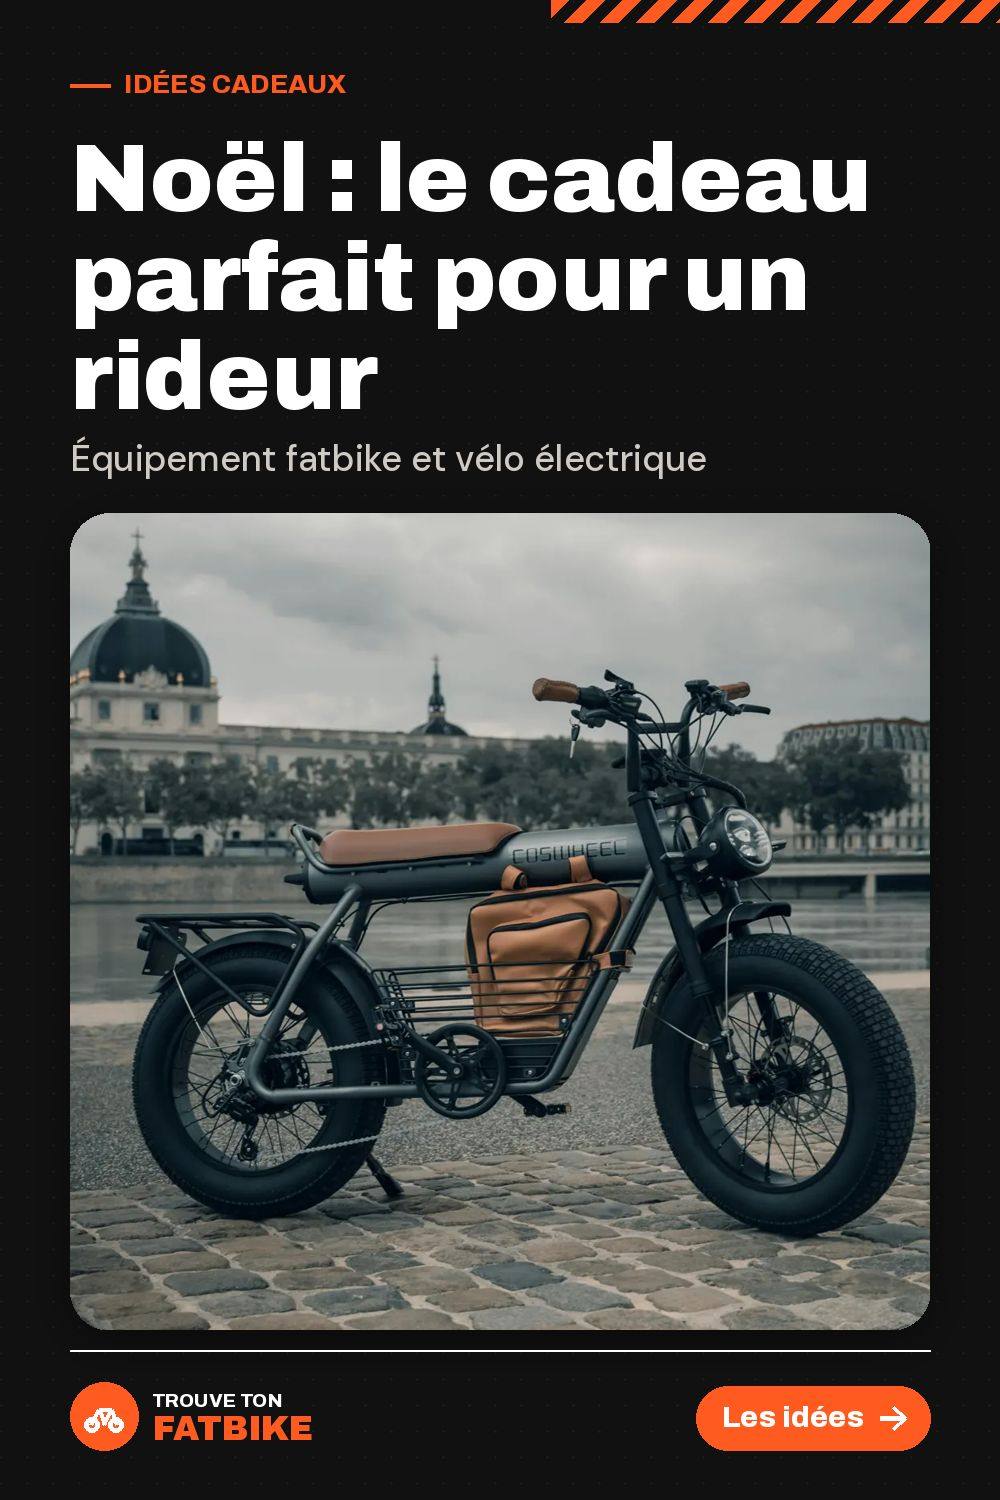 IDÉES CADEAUX
Noël : le cadeau
parfait pour un
rideur
Équipement fatbike et vélo électrique
COSWHEEL
TROUVE TON
FATBIKE
Les idées